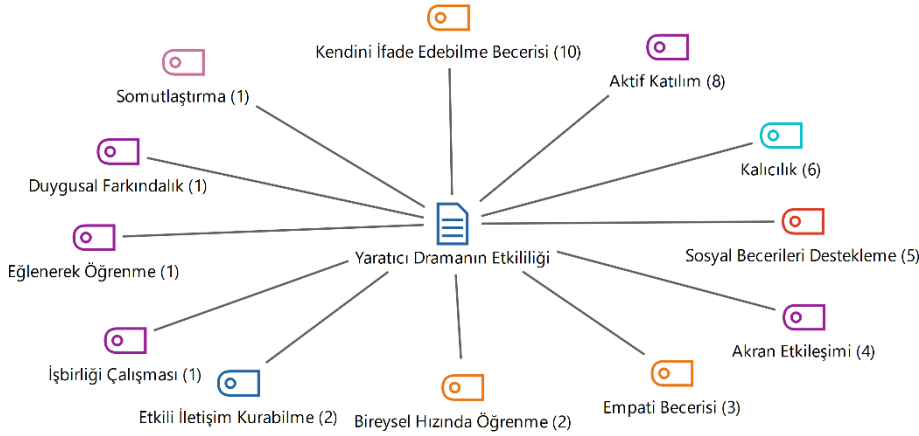 Kendini İfade Edebilme Becerisi (10)
Aktif Katılım (8)
Somutlaştırma (1)
Kalıcılık (6)
Duygusal Farkındalık (1)
Sosyal Becerileri Destekleme (5)
Yaratıcı Dramanın Etkililiği
Eğlenerek Öğrenme (1)
Akran Etkileşimi (4)
İşbirliği Çalışması (1)
Empati Becerisi (3)
Etkili İletişim Kurabilme (2)
Bireysel Hızında Öğrenme (2)